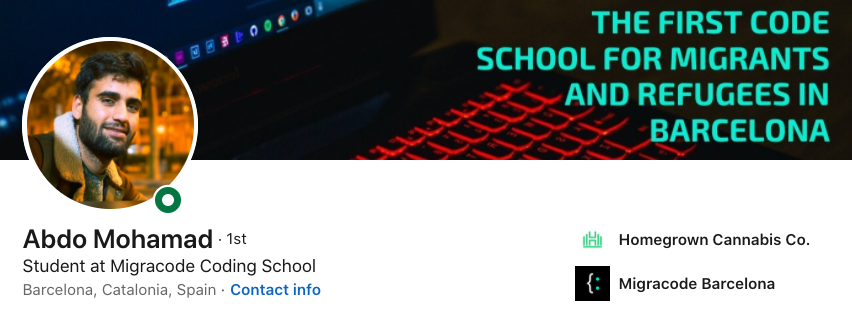 THE FIRST CODE
SCHOOL FOR MIGRANTS
AND REFUGEES IN
BARCELONA
Abdo Mohamad · 1st
Student at Migracode Coding School
Barcelona, Catalonia, Spain · Contact info
Homegrown Cannabis Co.
{:
Migracode Barcelona